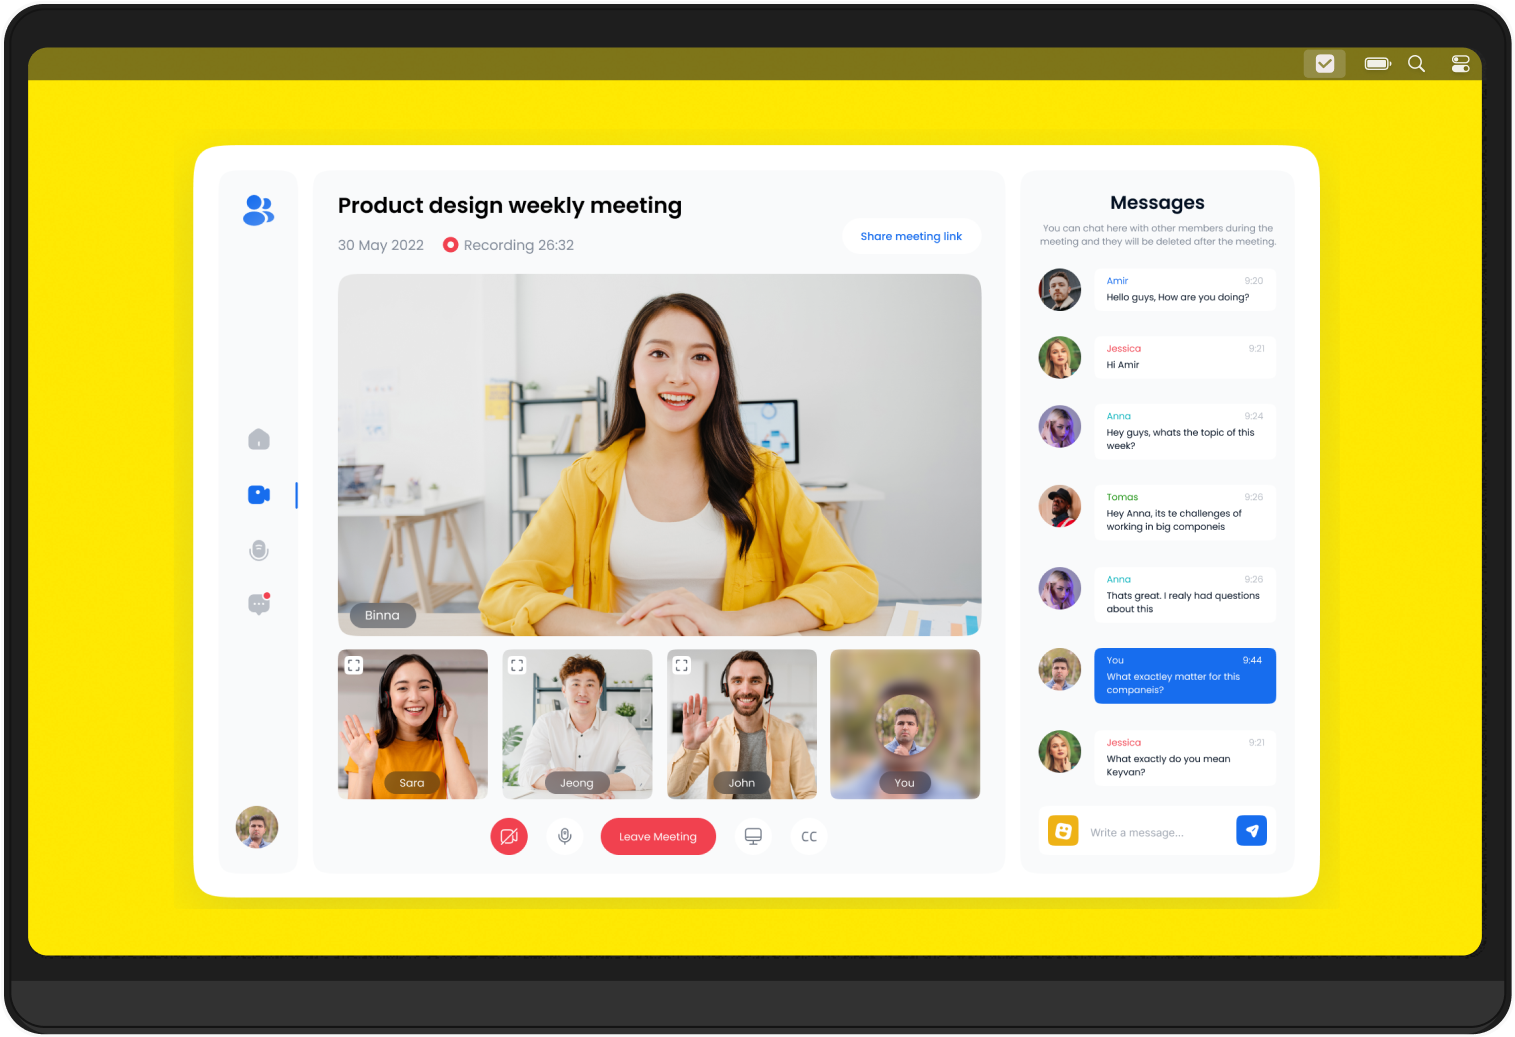 Product design weekly meeting
30 May 2022
Recording 26:32
Share meeting link
Binna
Sara
Jeong
John
You
Leave Meeting
CC
Messages
You can chat here with other members during the
meeting and they will be deleted after the meeting.
Amir 9:20
Hello guys, How are you doing?
Jessica 9:21
Hi Amir
Anna 9:24
Hey guys, whats the topic of this
week?
Tomas 9:26
Hey Anna, its te challenges of
working in big componeis
Anna 9:26
Thats great. I realy had questions
about this
You 9:44
What exactley matter for this
companeis?
Jessica 9:21
What exactly do you mean
Keyvan?
Write a message...